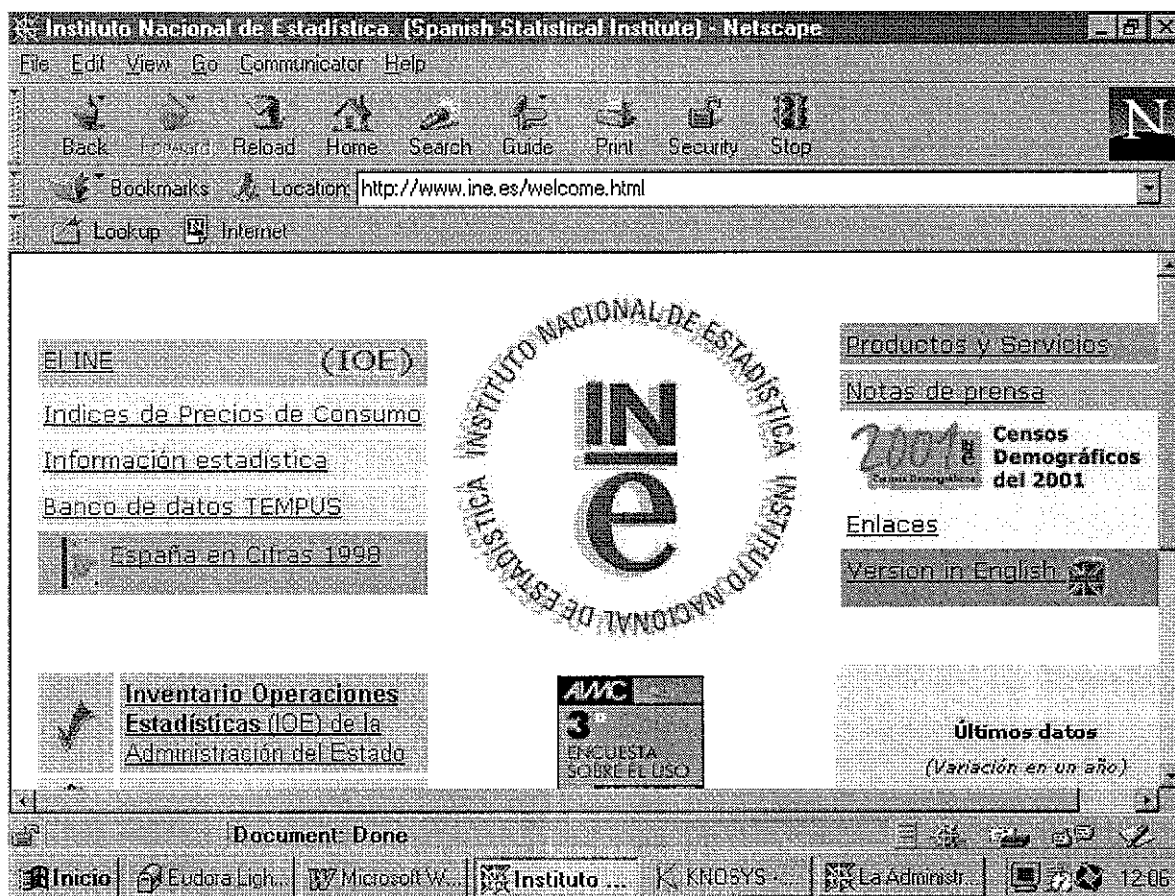 Instituto Nacional de Estadística. (Spanish Statistical Institute) - Netscape
File Edit View Go Communicator Help
Back Forward Reload Home Search Guide Print Security Stop
N
Bookmarks Location: http://www.ine.es/welcome.html
Lookup Internet
El INE (IOE)
Indices de Precios de Consumo
Información estadística
Banco de datos TEMPUS
España en Cifras 1998
INSTITUTO NACIONAL DE ESTADÍSTICA INSTITUTO NACIONAL DE ESTADÍSTICA
INe
Productos y Servicios
Notas de prensa
2001 ine
Censos Demográficos
Censos
Demográficos
del 2001
Enlaces
Version in English
Inventario Operaciones
Estadísticas (IOE) de la
Administración del Estado
AIMC
3ª
ENCUESTA
SOBRE EL USO
Últimos datos
(Variación en un año)
Document: Done
Inicio Eudora Ligh... Microsoft W... Instituto ... KNOSYS - La Administr... 12:06